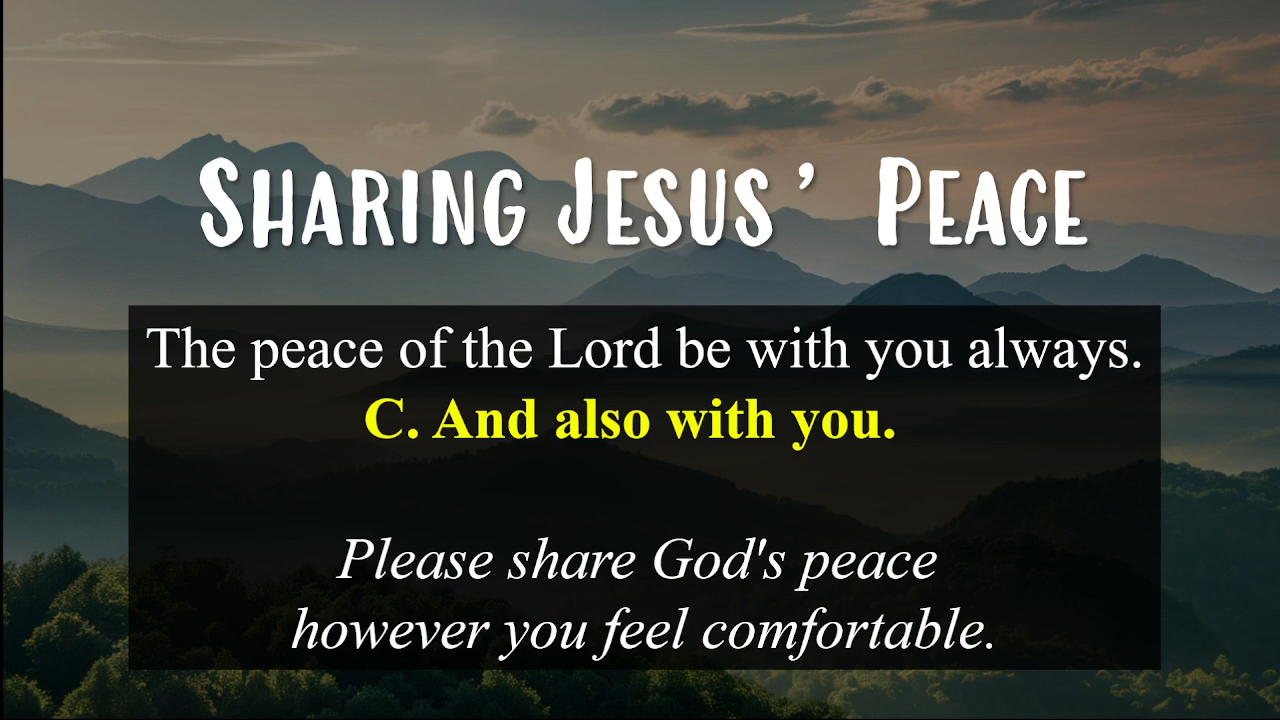 Sharing Jesus' Peace
The peace of the Lord be with you always.
C. And also with you.
Please share God's peace
however you feel comfortable.